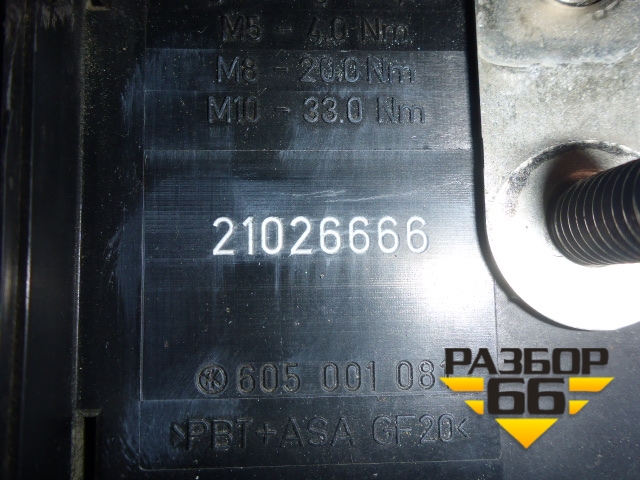 M5 - 4.0 Nm
M8 - 20.0 Nm
M10 - 33.0 Nm
21026666
605 001 081
>PBT+ASA GF20<
РАЗБОР
66